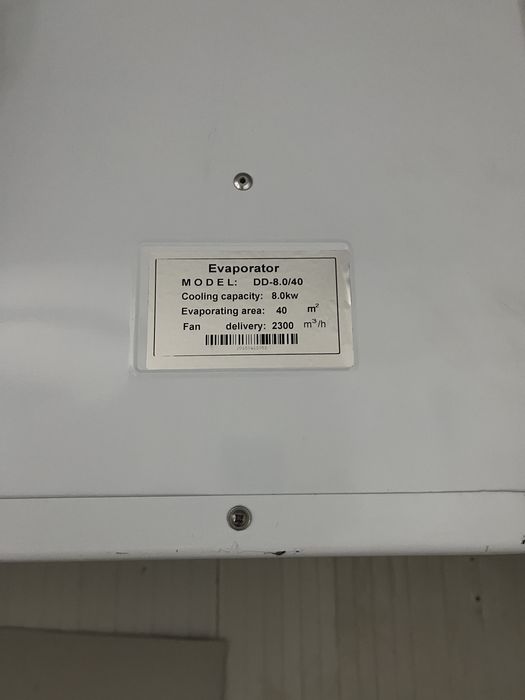 Evaporator
MODEL: DD-8.0/40
Cooling capacity: 8.0kw
Evaporating area: 40 m²
Fan delivery: 2300 m³/h